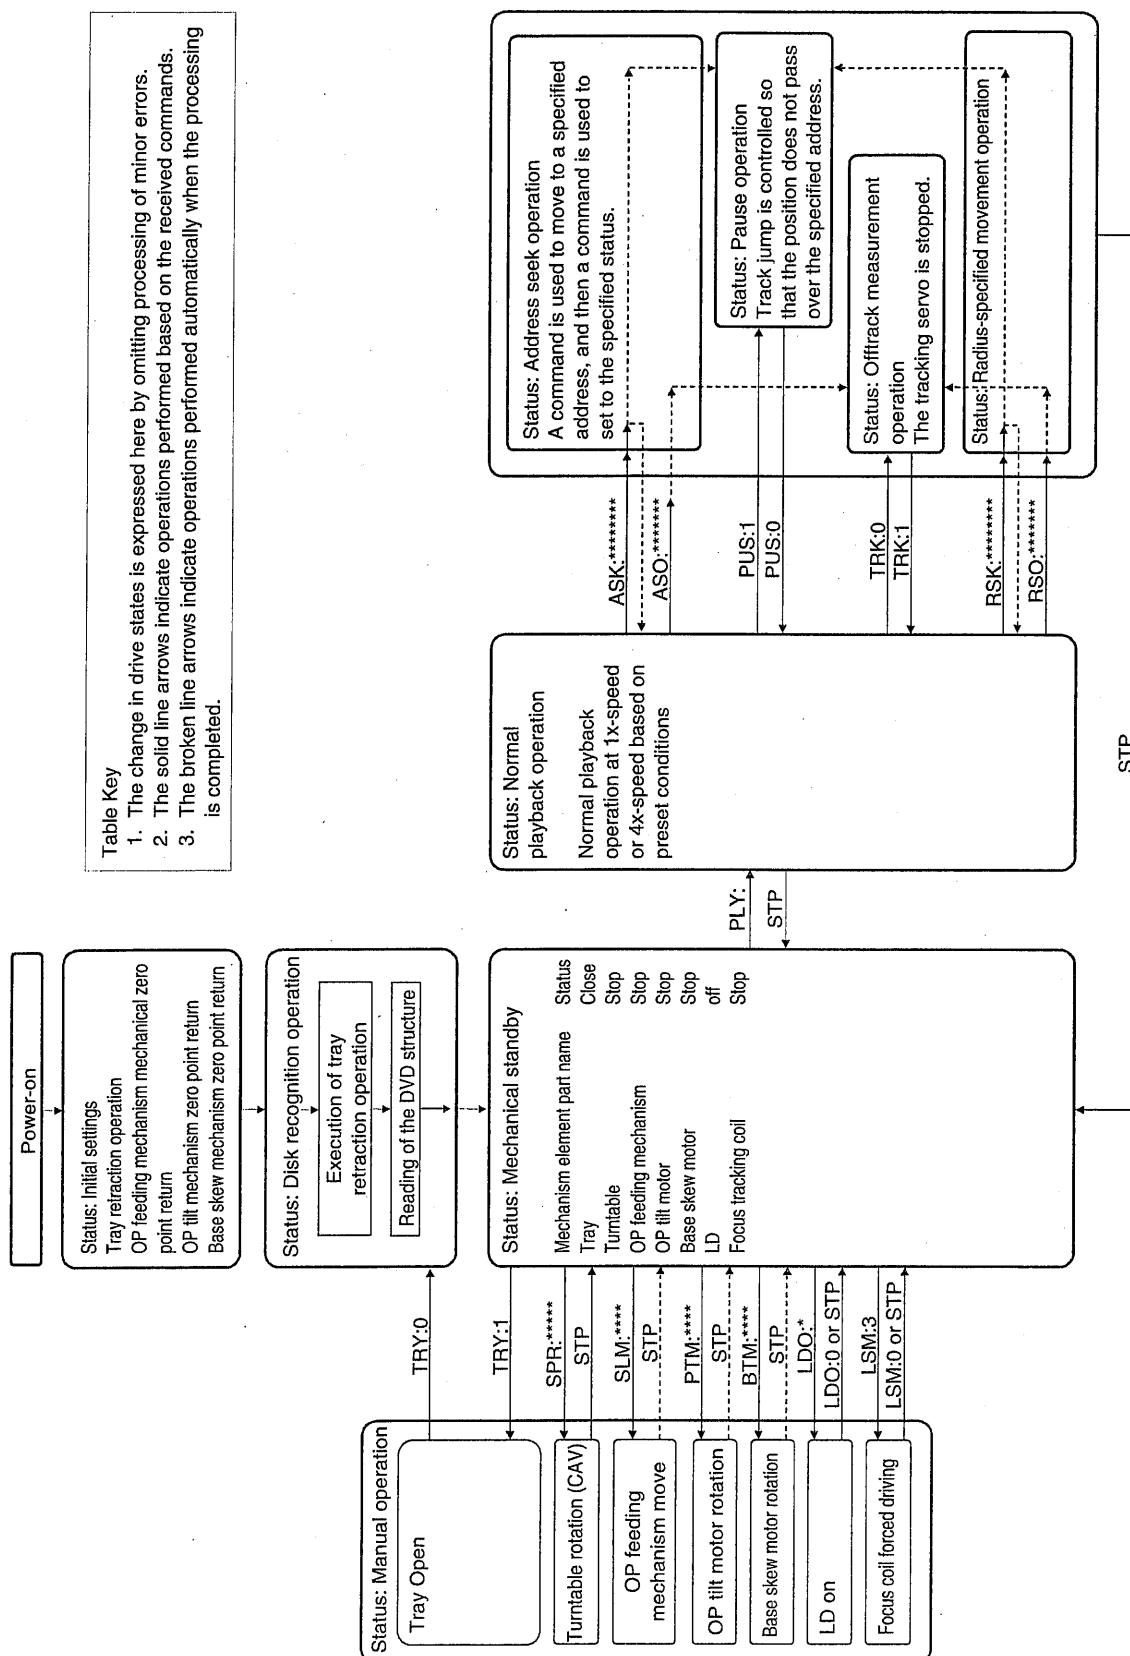 Power-on
Status: Initial settings
Tray retraction operation
OP feeding mechanism mechanical zero
point return
OP tilt mechanism zero point return
Base skew mechanism zero point return
Table Key
1. The change in drive states is expressed here by omitting processing of minor errors.
2. The solid line arrows indicate operations performed based on the received commands.
3. The broken line arrows indicate operations performed automatically when the processing
is completed.
Status: Disk recognition operation
Execution of tray
retraction operation
Reading of the DVD structure
Status: Manual operation
Tray Open
Turntable rotation (CAV)
OP feeding
mechanism move
OP tilt motor rotation
Base skew motor rotation
LD on
Focus coil forced driving
TRY:0
TRY:1
SPR:*****
STP
SLM:****
STP
PTM:****
STP
BTM:****
STP
LDO:*
LDO:0 or STP
LSM:3
LSM:0 or STP
Status: Mechanical standby
Mechanism element part name Status
Tray Close
Turntable Stop
OP feeding mechanism Stop
OP tilt motor Stop
Base skew motor Stop
LD off
Focus tracking coil Stop
PLY:
STP
Status: Normal
playback operation
Normal playback
operation at 1x-speed
or 4x-speed based on
preset conditions
ASK:********
ASO:*******
PUS:1
PUS:0
TRK:0
TRK:1
RSK:********
RSO:*******
Status: Address seek operation
A command is used to move to a specified
address, and then a command is used to
set to the specified status.
Status: Pause operation
Track jump is controlled so
that the position does not pass
over the specified address.
Status: Offtrack measurement
operation
The tracking servo is stopped.
Status: Radius-specified movement operation
STP